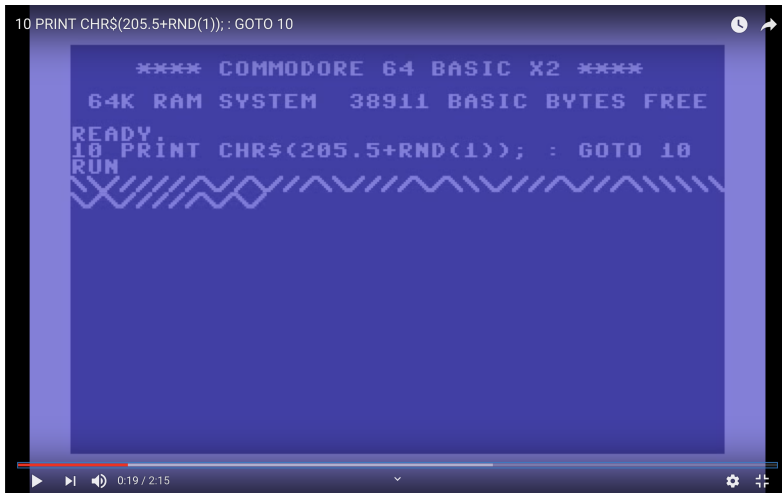 10 PRINT CHR$(205.5+RND(1)); : GOTO 10
**** COMMODORE 64 BASIC X2 ****
64K RAM SYSTEM  38911 BASIC BYTES FREE
READY.
10 PRINT CHR$(205.5+RND(1)); : GOTO 10
RUN
0:19 / 2:15